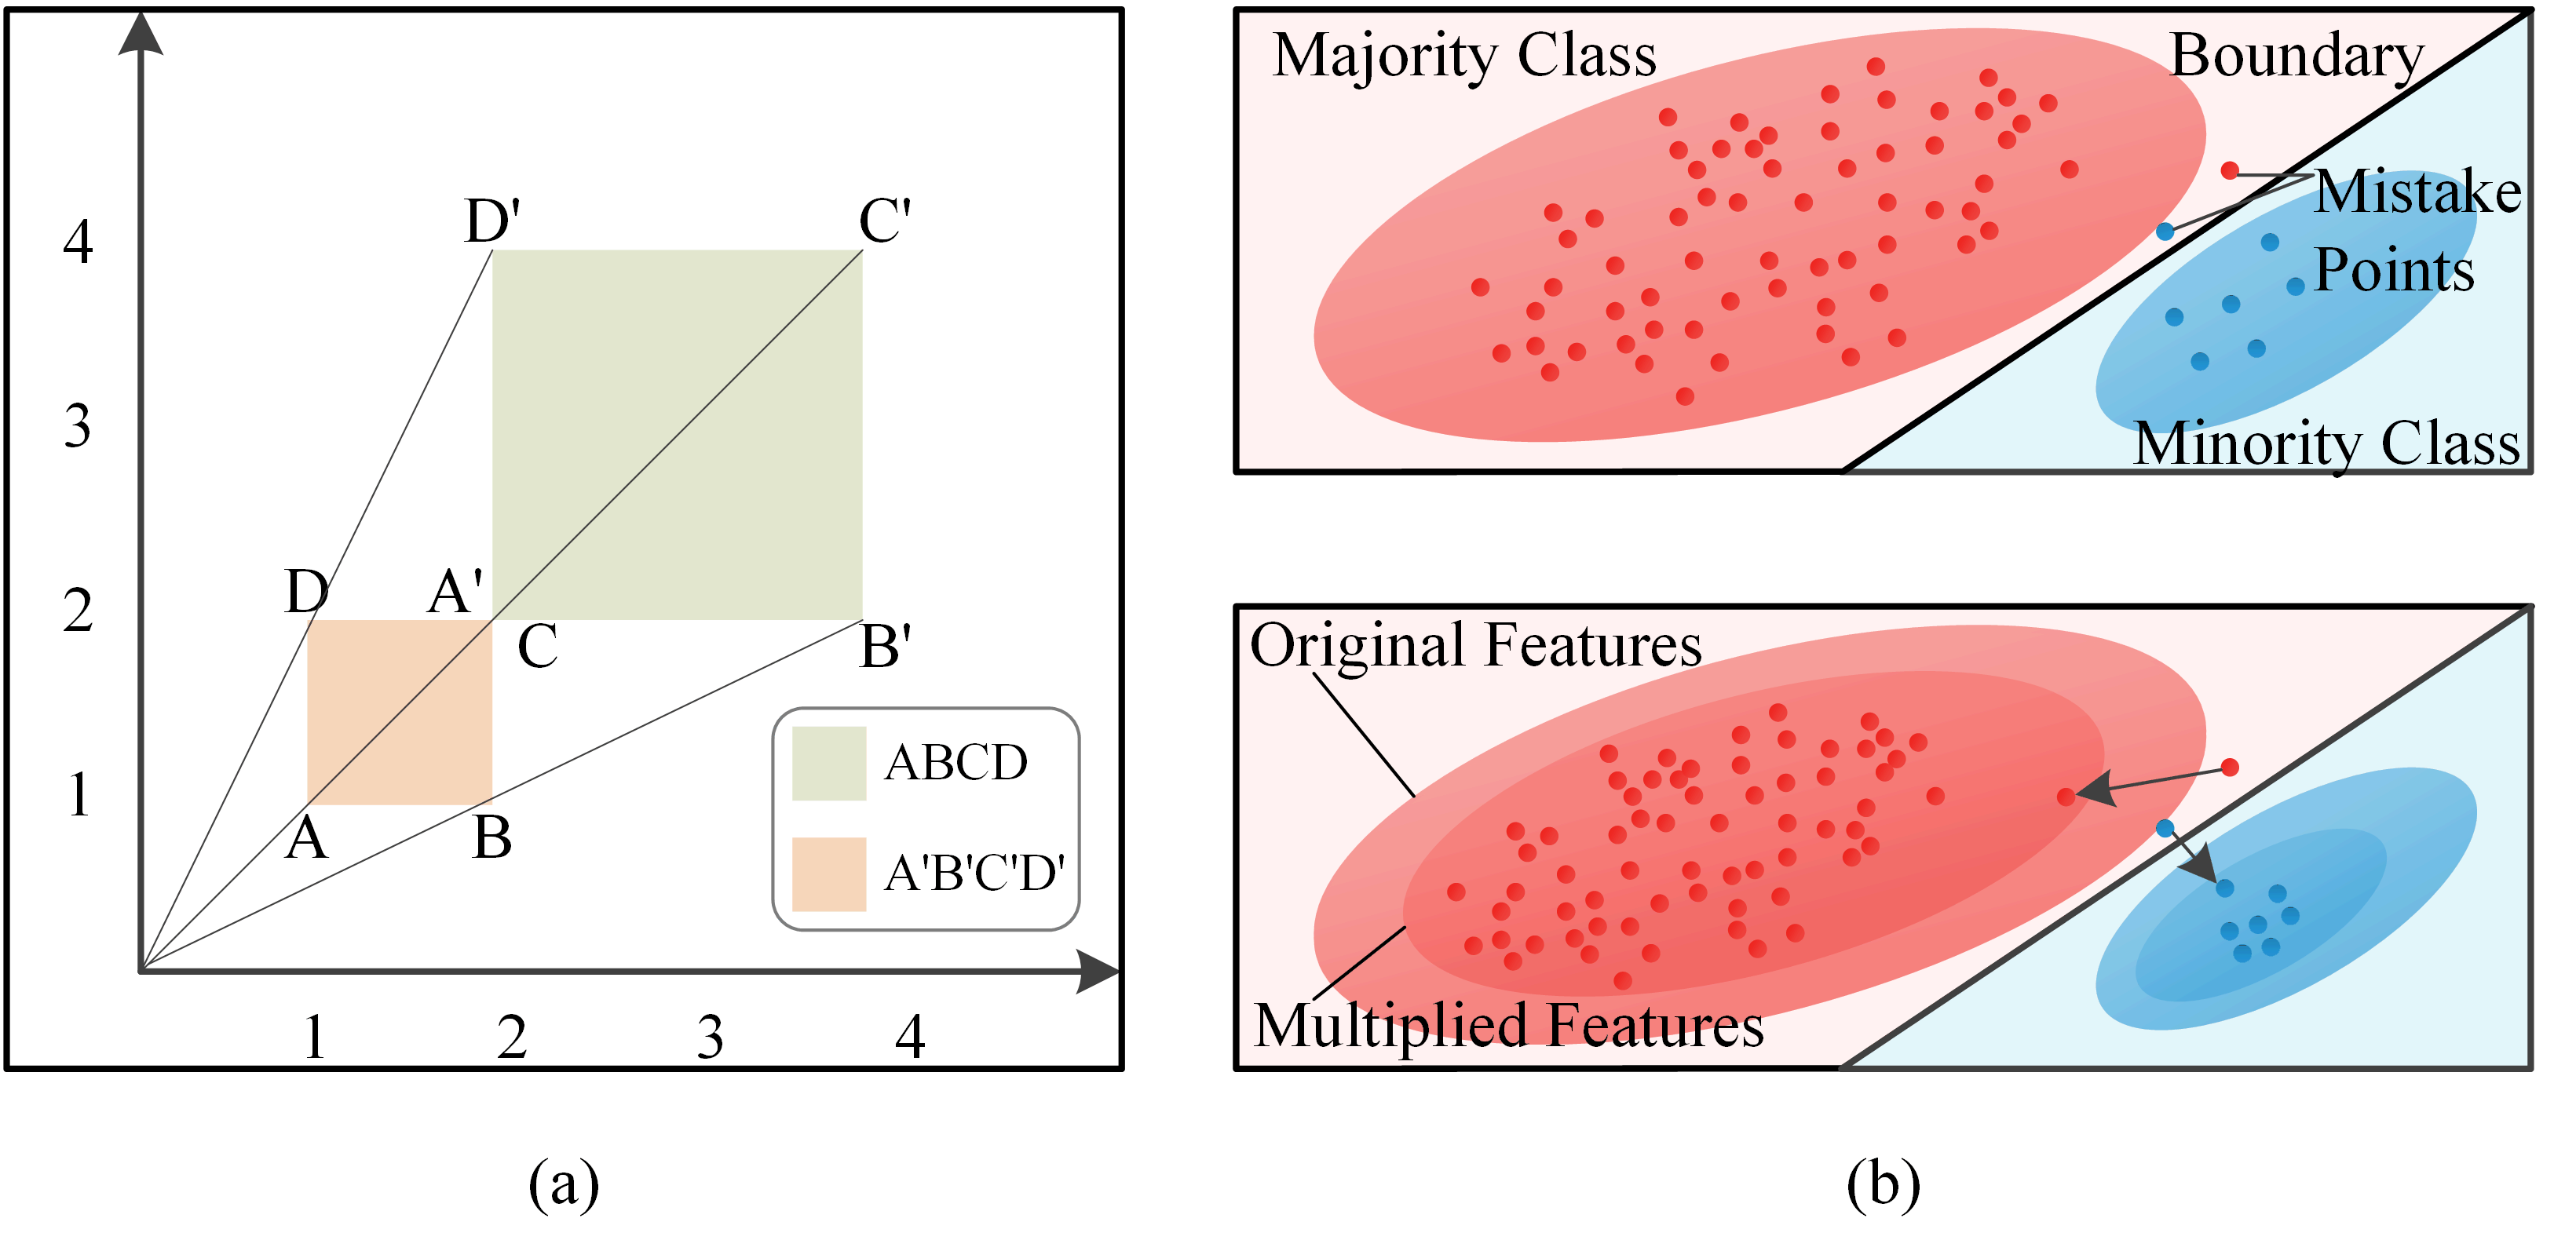 D'
C'
4
3
D
A'
2
C
B'
ABCD
1
A
B
A'B'C'D'
1
2
3
4
(a)
Majority Class
Boundary
Mistake
Points
Minority Class
Original Features
Multiplied Features
(b)